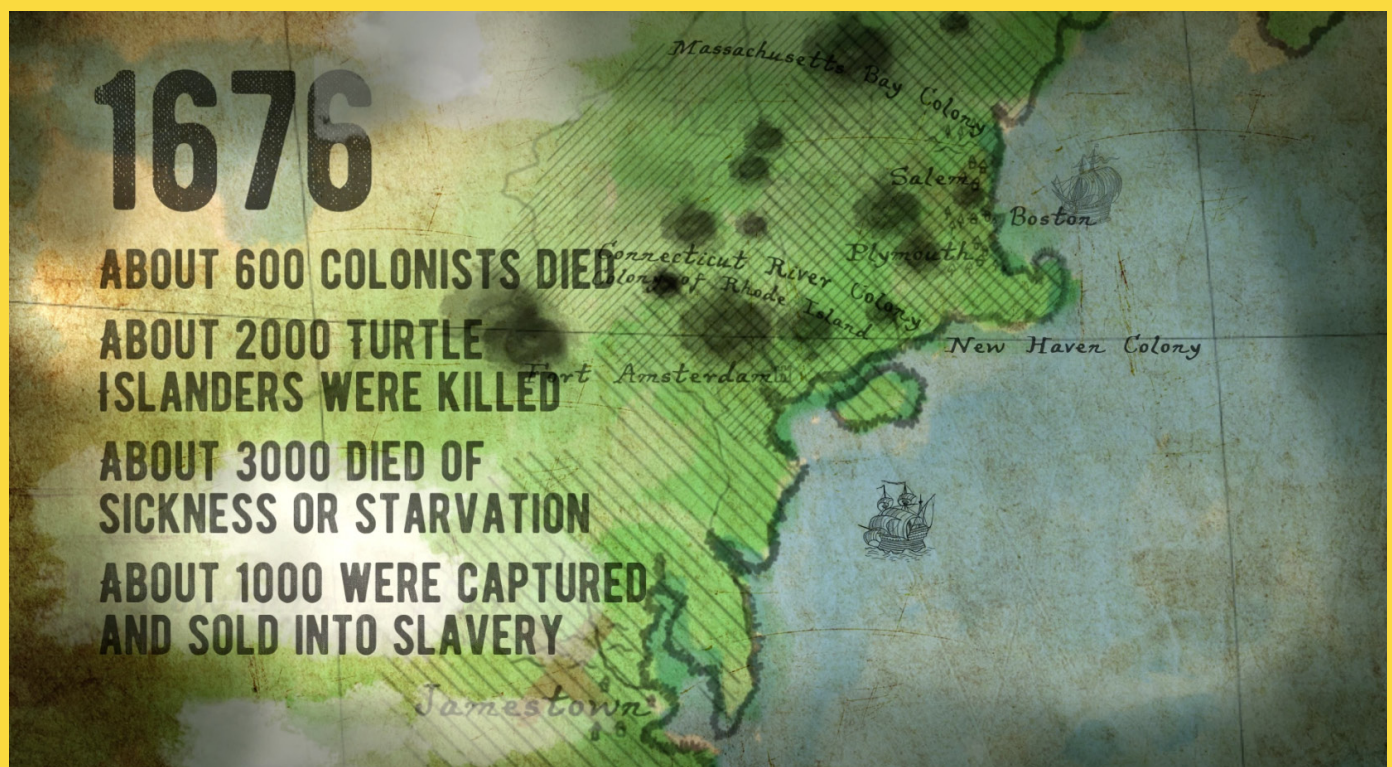 1676
ABOUT 600 COLONISTS DIED
ABOUT 2000 TURTLE
ISLANDERS WERE KILLED
ABOUT 3000 DIED OF
SICKNESS OR STARVATION
ABOUT 1000 WERE CAPTURED
AND SOLD INTO SLAVERY
Massachusetts Bay Colony
Salem
Boston
Plymouth
Connecticut River Colony
Colony of Rhode Island
New Haven Colony
Fort Amsterdam
Jamestown